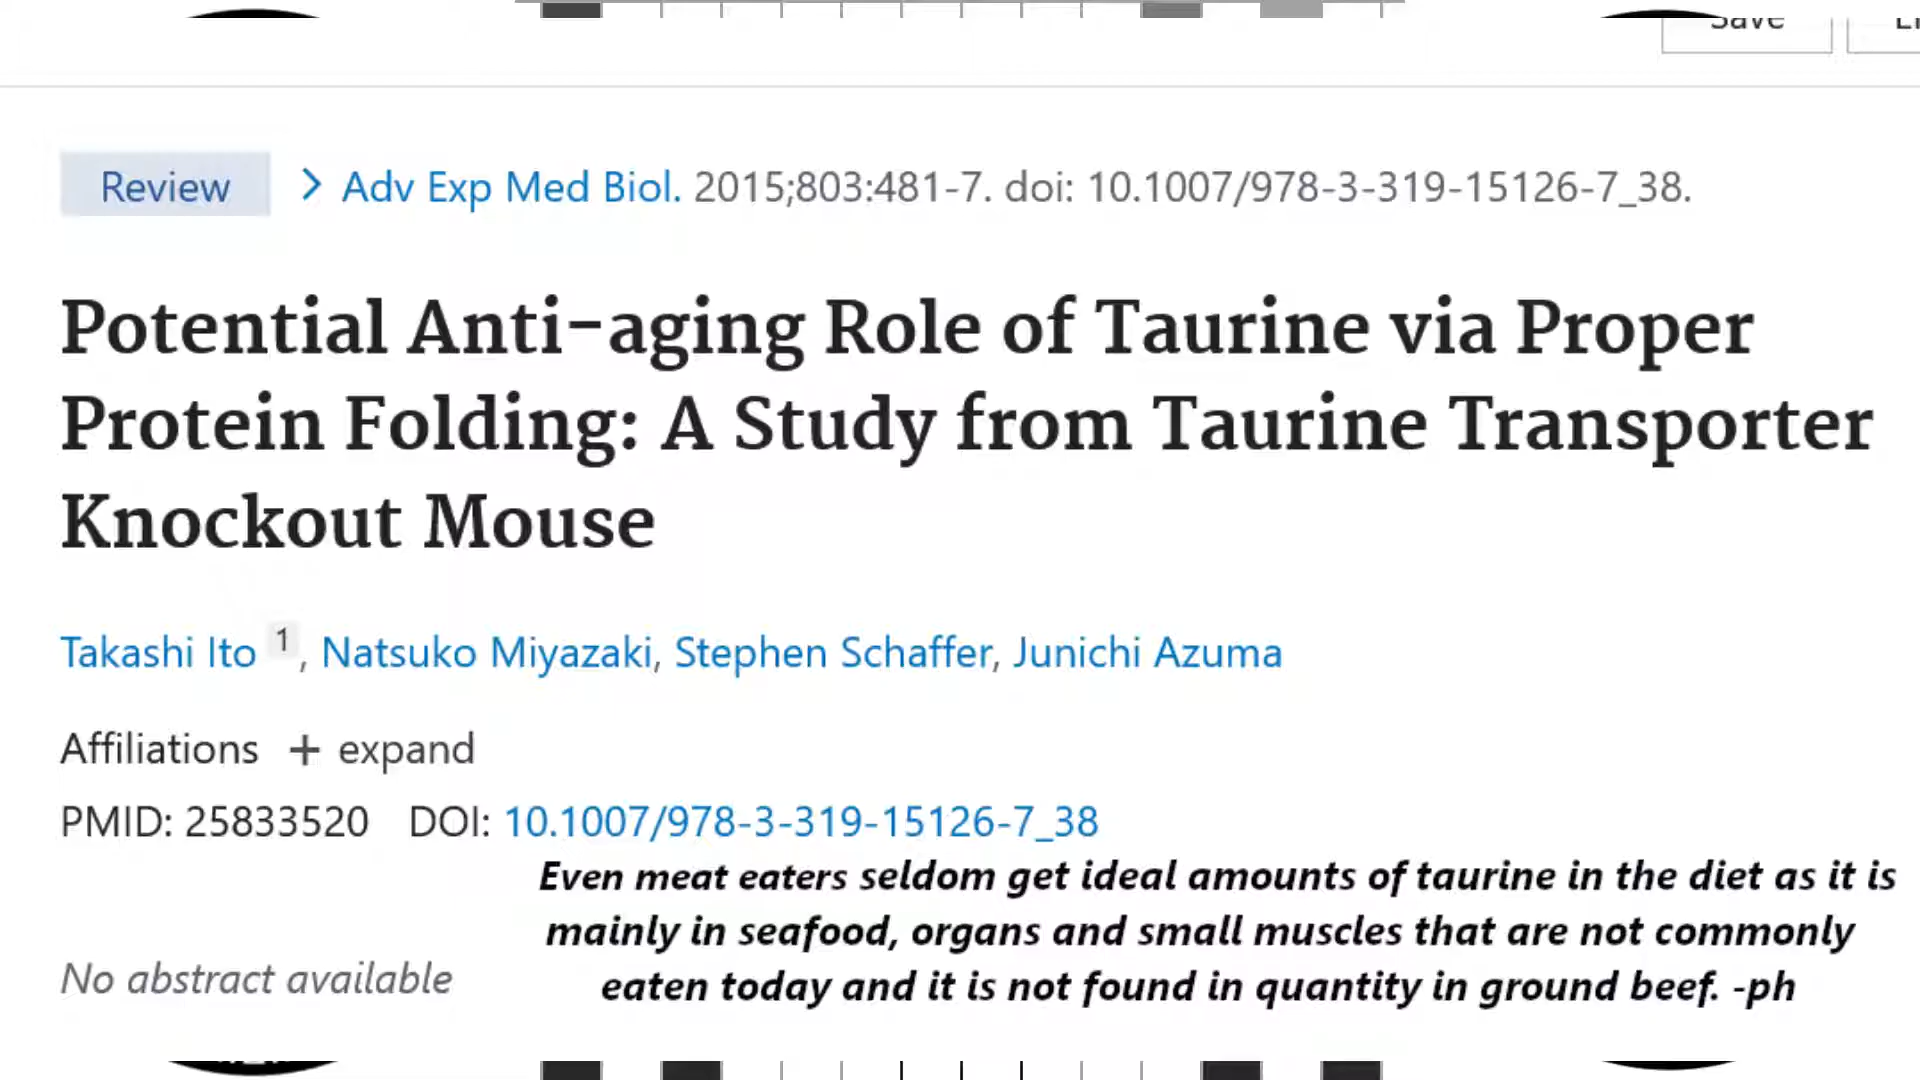 Save
Review > Adv Exp Med Biol. 2015;803:481-7. doi: 10.1007/978-3-319-15126-7_38.
Potential Anti-aging Role of Taurine via Proper
Protein Folding: A Study from Taurine Transporter
Knockout Mouse
Takashi Ito 1, Natsuko Miyazaki, Stephen Schaffer, Junichi Azuma
Affiliations + expand
PMID: 25833520 DOI: 10.1007/978-3-319-15126-7_38
Even meat eaters seldom get ideal amounts of taurine in the diet as it is
mainly in seafood, organs and small muscles that are not commonly
eaten today and it is not found in quantity in ground beef. -ph
No abstract available